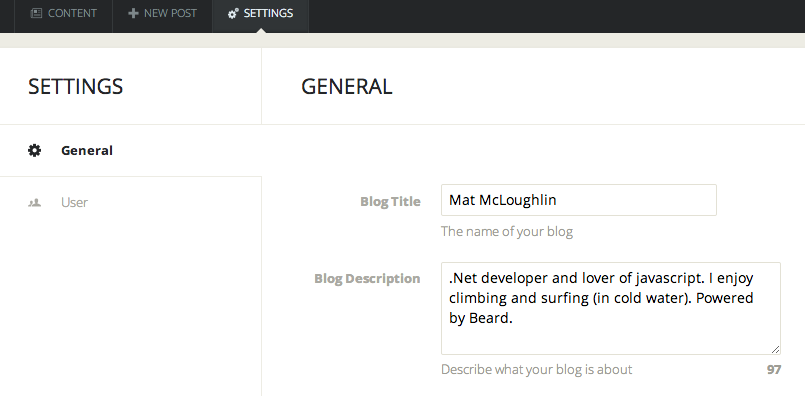 CONTENT
NEW POST
SETTINGS
SETTINGS
GENERAL
General
User
Blog Title
Mat McLoughlin
The name of your blog
Blog Description
.Net developer and lover of javascript. I enjoy
climbing and surfing (in cold water). Powered
by Beard.
Describe what your blog is about
97